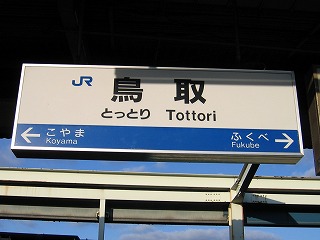 JR 鳥取
とっとり Tottori
← こやま ふくべ →
Koyama Fukube